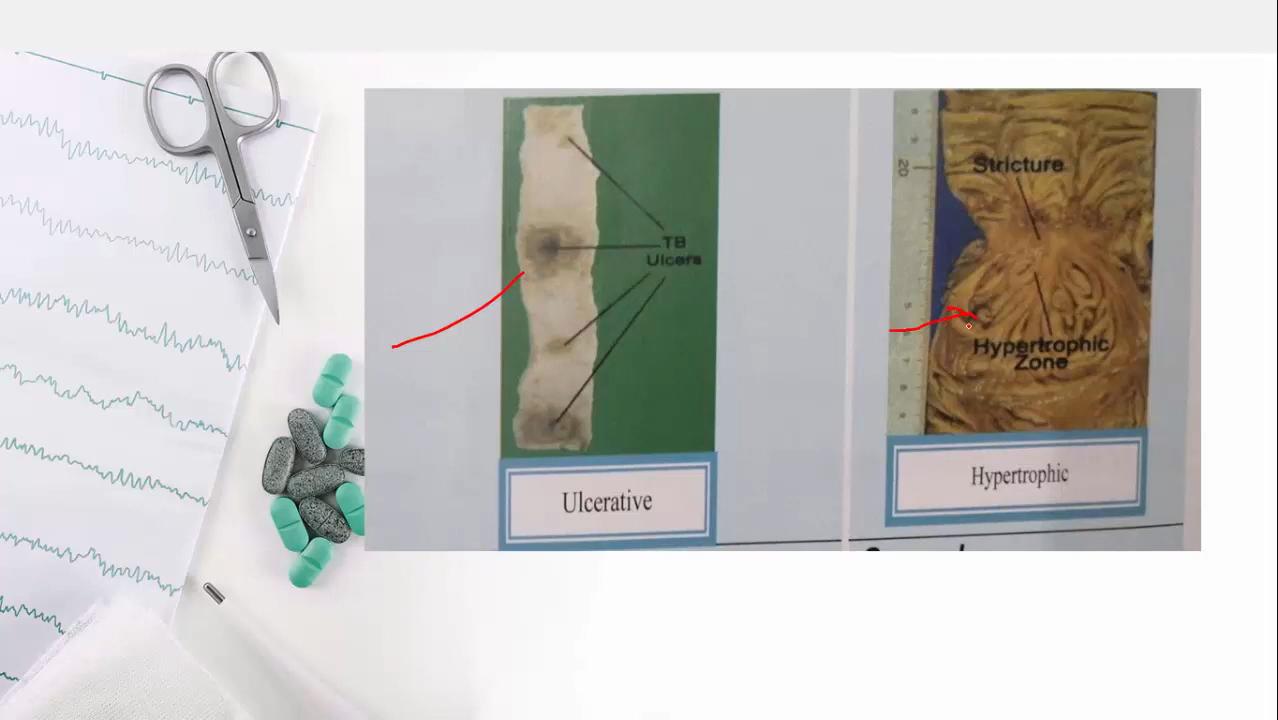 TB
Ulcers
Ulcerative
20
Stricture
Hypertrophic
Zone
Hypertrophic